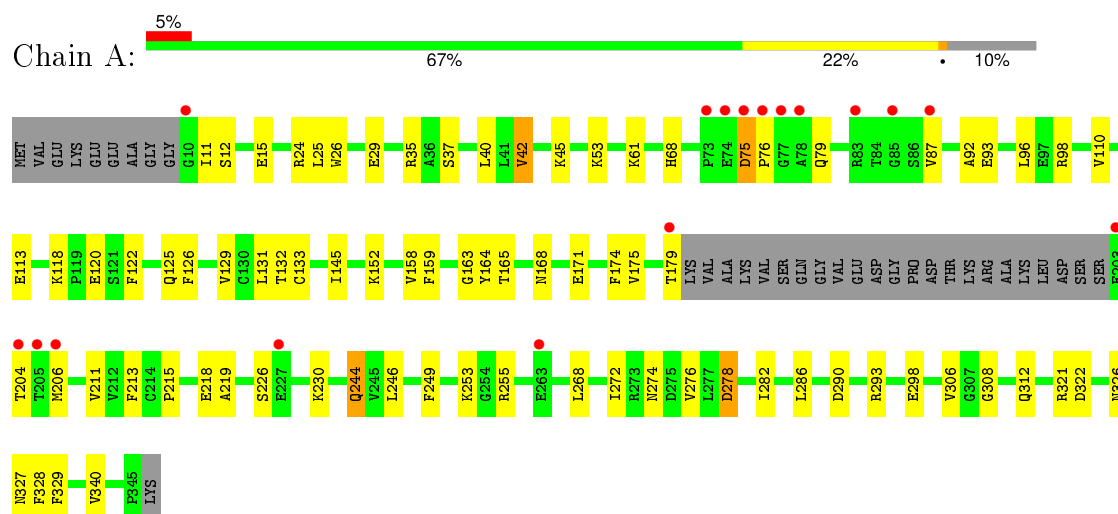 5%
Chain A:
67% 22% • 10%
MET VAL GLU LYS GLU GLU ALA GLY GLY G10 I11 S12 E15 R24 L25 W26 E29 R35 A36 S37 L40 L41 V42 K45 K53 K61 H68 P73 E74 D75 P76 G77 A78 Q79 R83 T84 G85 S86 V87 A92 E93 L96 E97 R98 V110
E113 K118 P119 E120 S121 F122 Q125 F126 V129 C130 L131 T132 C133 I145 K152 V158 F159 G163 Y164 T165 N168 E171 F174 V175 T179 LYS VAL ALA LYS VAL SER GLN GLY VAL GLU ASP GLY PRO ASP THR LYS LYS ARG ALA LYS LEU ASP SER SER E203
T204 T205 M206 V211 V212 F213 C214 P215 E218 A219 S226 E227 K230 Q244 V245 L246 F249 K253 G254 R255 E263 L268 I272 R273 N274 D275 V276 L277 D278 I282 L286 D290 R293 E298 V306 G307 G308 Q312 R321 D322 N326
N327 F328 F329 V340 P345 LYS